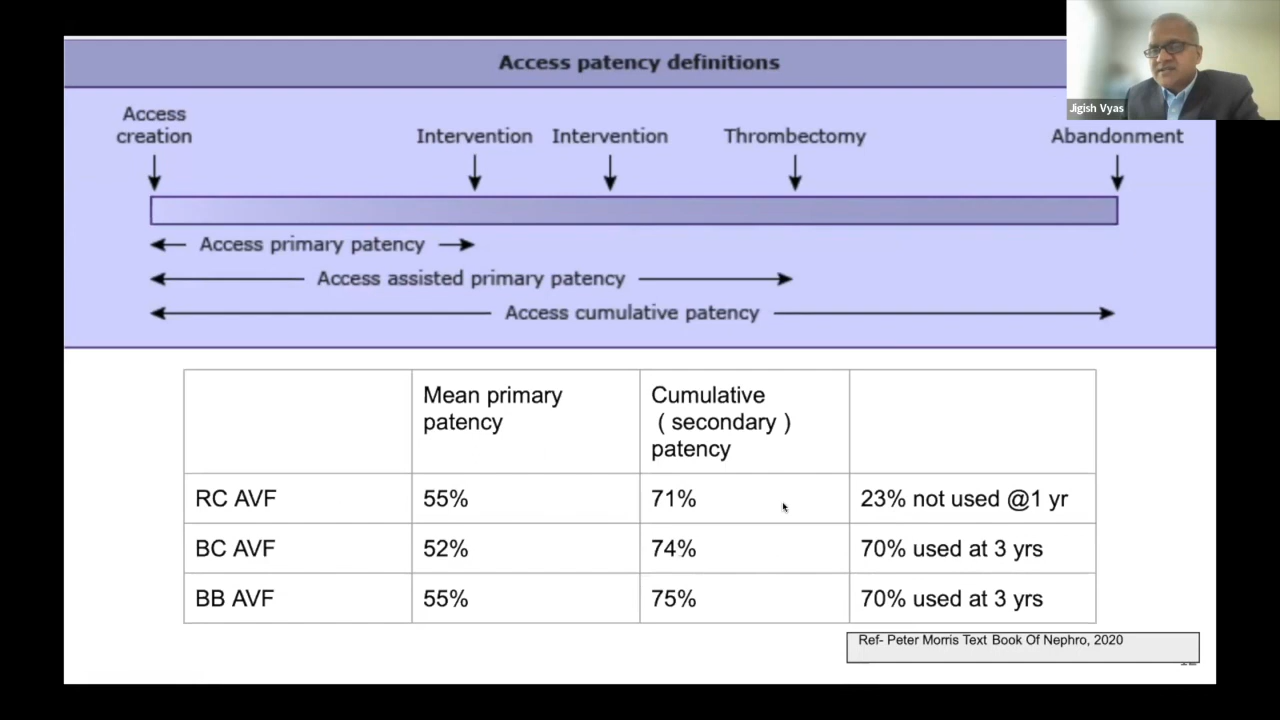 Access patency definitions
Jigish Vyas
Access
creation
Intervention
Intervention
Thrombectomy
Abandonment
Access primary patency
Access assisted primary patency
Access cumulative patency
Mean primary
patency
Cumulative
( secondary )
patency
RC AVF
55%
71%
23% not used @1 yr
BC AVF
52%
74%
70% used at 3 yrs
BB AVF
55%
75%
70% used at 3 yrs
Ref- Peter Morris Text Book Of Nephro, 2020